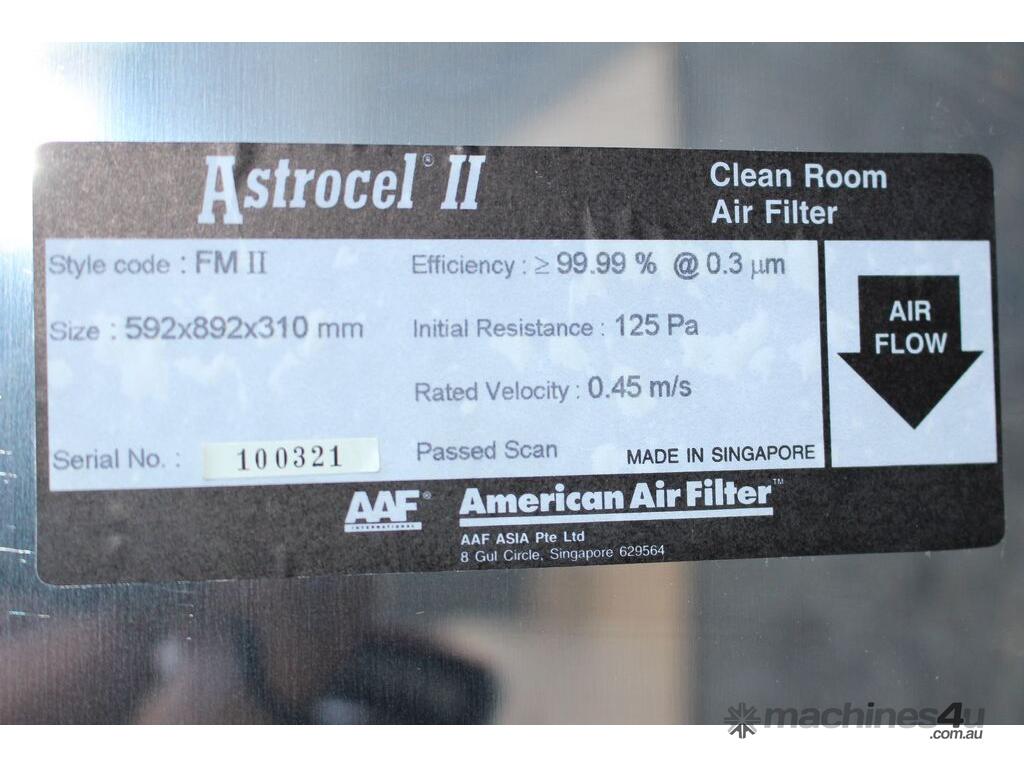 Astrocel® II
Clean Room
Air Filter
Style code : FM II
Efficiency : ≥ 99.99 % @ 0.3 µm
Size : 592x892x310 mm
Initial Resistance : 125 Pa
Rated Velocity : 0.45 m/s
Serial No. : 100321
Passed Scan
MADE IN SINGAPORE
AIR
FLOW
AAF®
INTERNATIONAL
American Air Filter™
AAF ASIA Pte Ltd
8 Gul Circle, Singapore 629564
machines4u
.com.au